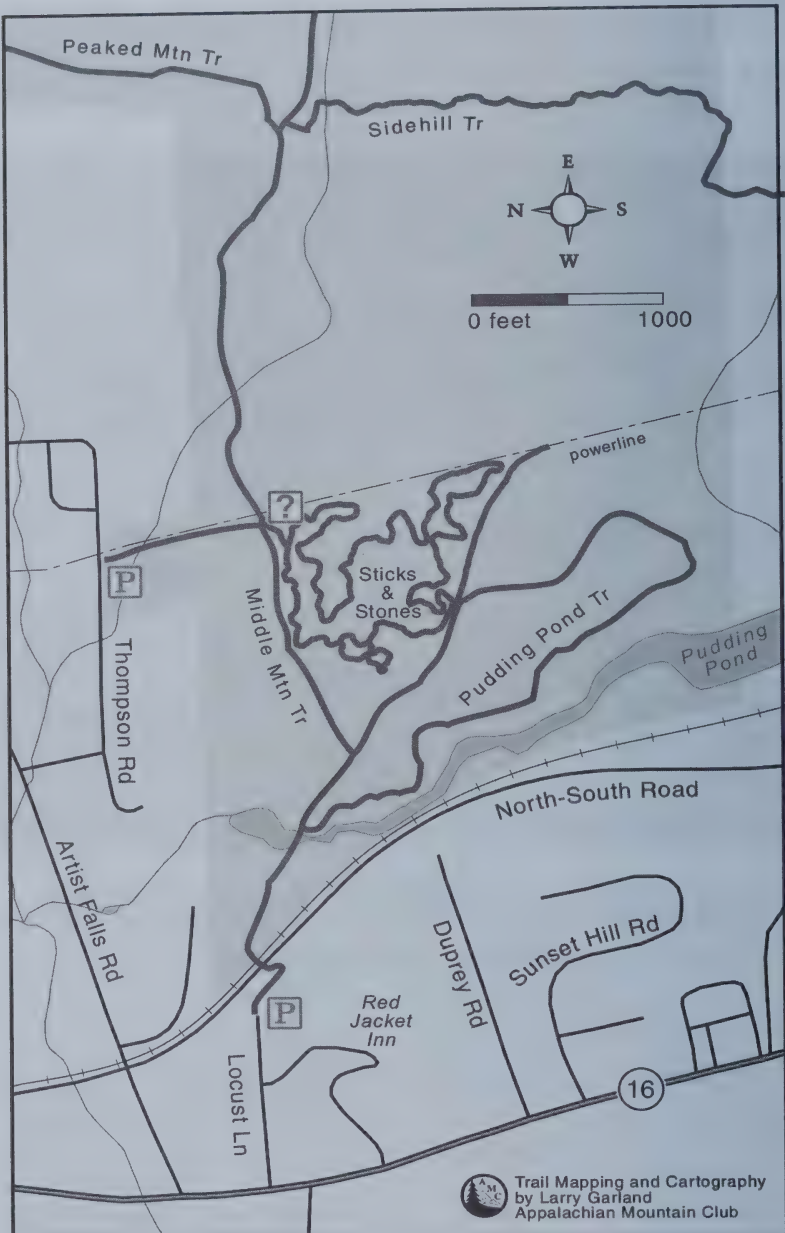 Peaked Mtn Tr
Sidehill Tr
E
N
S
W
0 feet
1000
powerline
?
Sticks
&
Stones
P
Middle Mtn Tr
Pudding Pond Tr
Pudding
Pond
Thompson Rd
North-South Road
Artist Falls Rd
Duprey Rd
Sunset Hill Rd
P
Red
Jacket
Inn
Locust Ln
16
AMC
Trail Mapping and Cartography
by Larry Garland
Appalachian Mountain Club